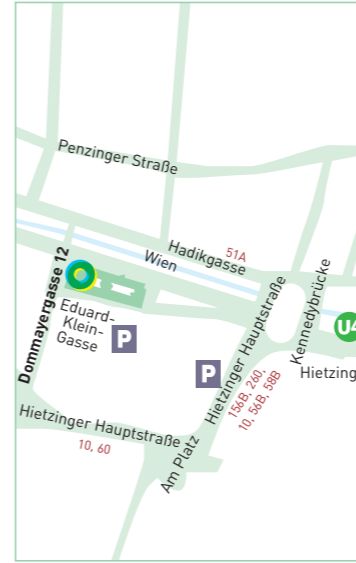 Penzinger Straße
51A
Hadikgasse
Wien
Dommayergasse 12
Eduard-
Klein-
Gasse
P
P
Hietzinger Hauptstraße
Kennedybrücke
U4
Hietzing
156B, 260,
10, 56B, 58B
Hietzinger Hauptstraße
10, 60
Am Platz